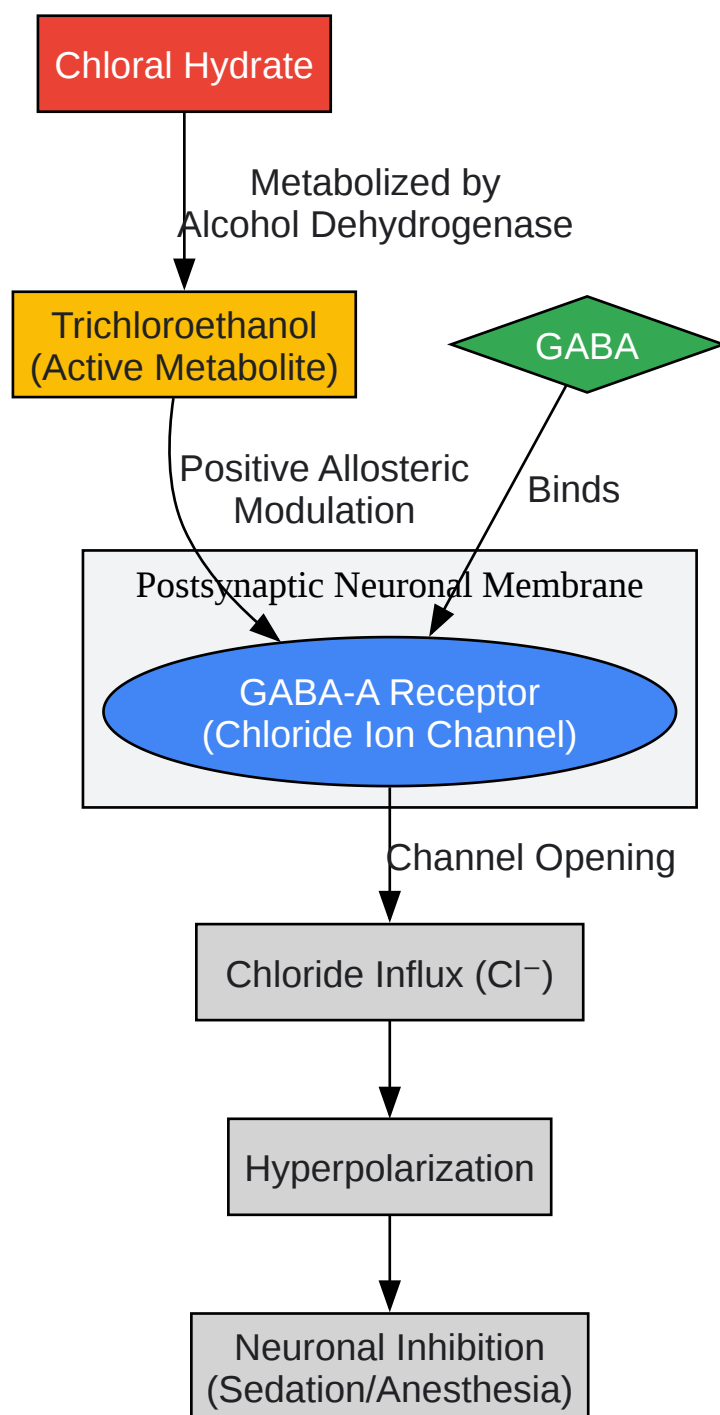 Chloral Hydrate
Metabolized by
Alcohol Dehydrogenase
Trichloroethanol
(Active Metabolite)
GABA
Positive Allosteric
Modulation
Binds
Postsynaptic Neuronal Membrane
GABA-A Receptor
(Chloride Ion Channel)
Channel Opening
Chloride Influx (Cl⁻)
Hyperpolarization
Neuronal Inhibition
(Sedation/Anesthesia)